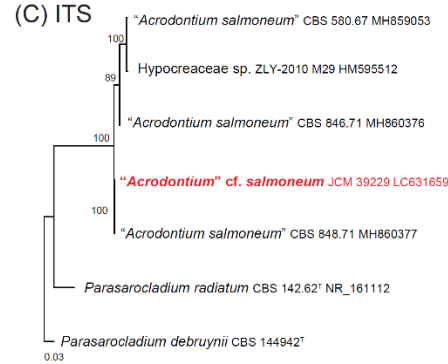 (C) ITS
"Acrodontium salmoneum" CBS 580.67 MH859053
100
Hypocreaceae sp. ZLY-2010 M29 HM595512
89
"Acrodontium salmoneum" CBS 846.71 MH860376
100
"Acrodontium" cf. salmoneum JCM 39229 LC631659
100
"Acrodontium salmoneum" CBS 848.71 MH860377
Parasarocladium radiatum CBS 142.62ᵀ NR_161112
Parasarocladium debruynii CBS 144942ᵀ
0.03